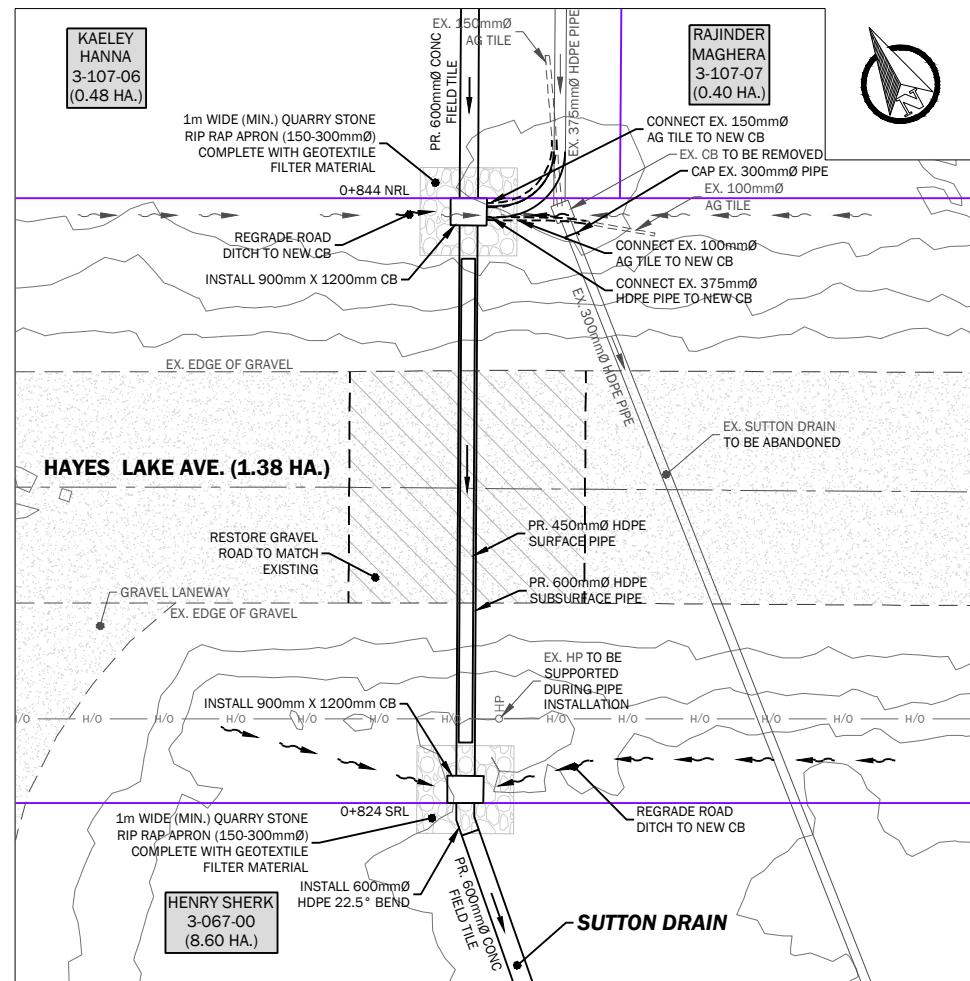 KAELEY
HANNA
3-107-06
(0.48 HA.)
PR. 600mmØ CONC
FIELD TILE
EX. 150mmØ
AG TILE
EX. 375mmØ HDPE PIPE
RAJINDER
MAGHERA
3-107-07
(0.40 HA.)
N
1m WIDE (MIN.) QUARRY STONE
RIP RAP APRON (150-300mmØ)
COMPLETE WITH GEOTEXTILE
FILTER MATERIAL
0+844 NRL
CONNECT EX. 150mmØ
AG TILE TO NEW CB
EX. CB TO BE REMOVED
CAP EX. 300mmØ PIPE
EX. 100mmØ
AG TILE
REGRADE ROAD
DITCH TO NEW CB
INSTALL 900mm X 1200mm CB
CONNECT EX. 100mmØ
AG TILE TO NEW CB
CONNECT EX. 375mmØ
HDPE PIPE TO NEW CB
EX. 300mmØ HDPE PIPE
EX. EDGE OF GRAVEL
EX. SUTTON DRAIN
TO BE ABANDONED
HAYES LAKE AVE. (1.38 HA.)
RESTORE GRAVEL
ROAD TO MATCH
EXISTING
PR. 450mmØ HDPE
SURFACE PIPE
PR. 600mmØ HDPE
SUBSURFACE PIPE
GRAVEL LANEWAY
EX. EDGE OF GRAVEL
EX. HP TO BE
SUPPORTED
DURING PIPE
INSTALLATION
INSTALL 900mm X 1200mm CB
HP
H/O H/O H/O H/O H/O H/O H/O H/O H/O
0+824 SRL
1m WIDE (MIN.) QUARRY STONE
RIP RAP APRON (150-300mmØ)
COMPLETE WITH GEOTEXTILE
FILTER MATERIAL
REGRADE ROAD
DITCH TO NEW CB
INSTALL 600mmØ
HDPE 22.5° BEND
PR. 600mmØ CONC
FIELD TILE
HENRY SHERK
3-067-00
(8.60 HA.)
SUTTON DRAIN